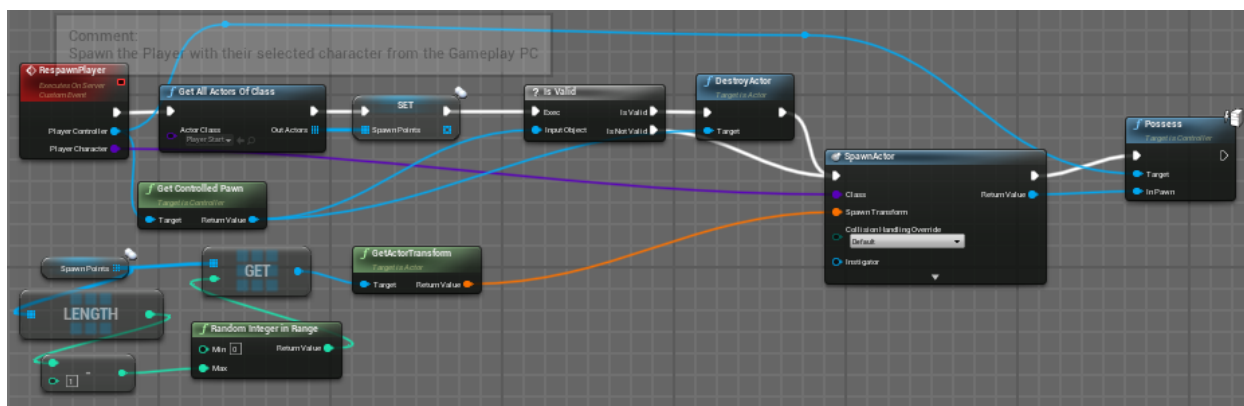 Comment:
Spawn the Player with their selected character from the Gameplay PC
RespawnPlayer
Executes On Server
Custom Event
Player Controller
Player Character
Get All Actors Of Class
Actor Class
Player Start
Out Actors
SET
SpawnPoints
? Is Valid
Exec
Is Valid
Input Object
Is Not Valid
DestroyActor
Target is Actor
Target
Possess
Target is Controller
Target
In Pawn
SpawnActor
Class
Return Value
Spawn Transform
Collision Handling Override
Default
Instigator
Get Controlled Pawn
Target is Controller
Target
Return Value
SpawnPoints
GET
GetActorTransform
Target is Actor
Target
Return Value
LENGTH
Random Integer in Range
Min
0
Return Value
Max
1
-